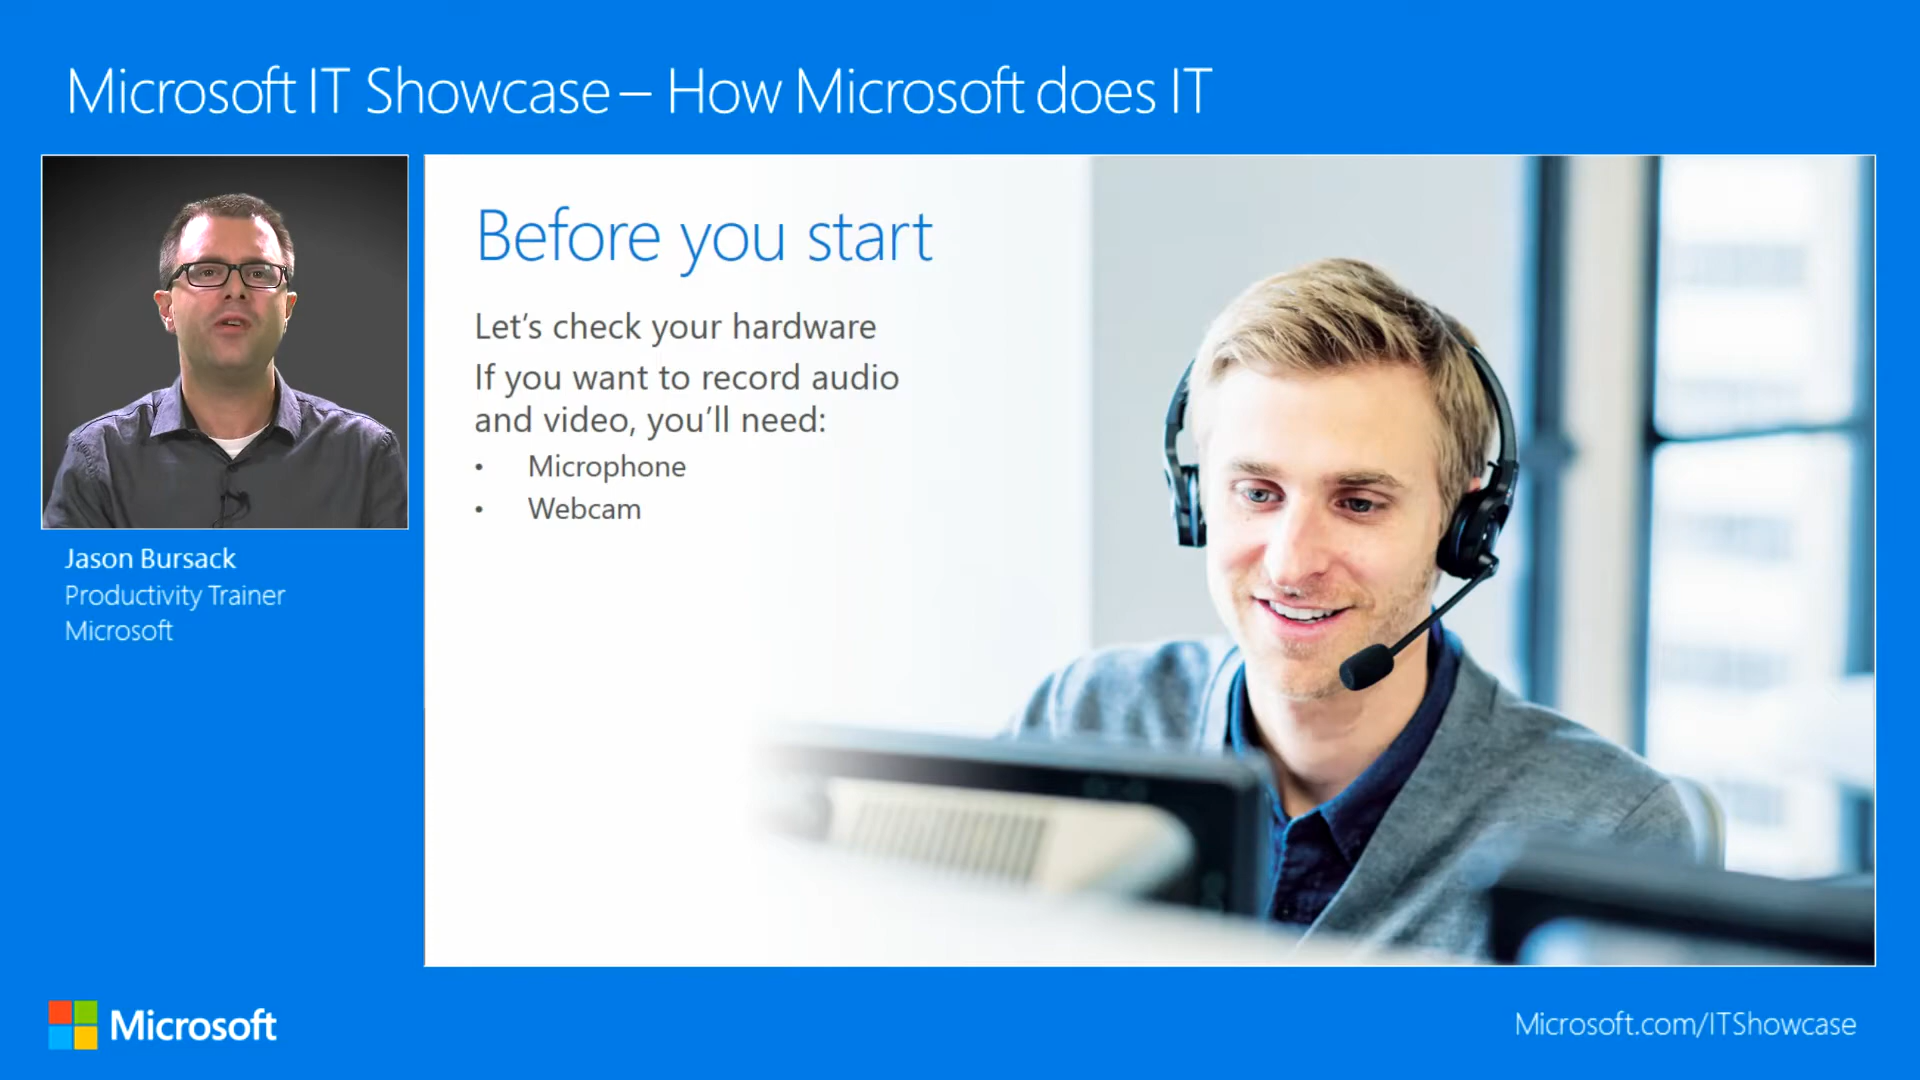 Microsoft IT Showcase – How Microsoft does IT
Before you start
Let's check your hardware
If you want to record audio
and video, you'll need:
• Microphone
• Webcam
Jason Bursack
Productivity Trainer
Microsoft
Microsoft
Microsoft.com/ITShowcase